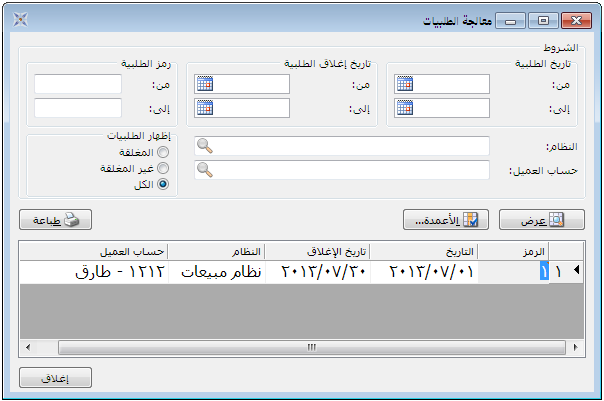 معالجة الطلبيات
الشروط
تاريخ الطلبية
من:
إلى:
تاريخ إغلاق الطلبية
من:
إلى:
رمز الطلبية
من:
إلى:
النظام:
حساب العميل:
إظهار الطلبيات
المغلقة
غير المغلقة
الكل
عرض
الأعمدة...
طباعة
الرمز التاريخ تاريخ الإغلاق النظام حساب العميل
١ ١ ٢٠١٣/٠٧/٠١ ٢٠١٣/٠٧/٣٠ نظام مبيعات ١٢١٢ - طارق
إغلاق